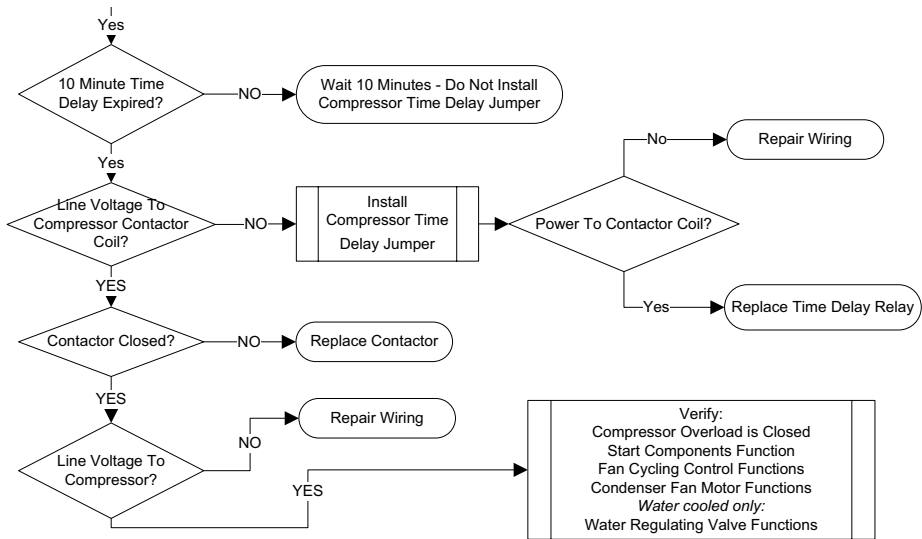 Yes
10 Minute Time
Delay Expired?
NO
Wait 10 Minutes - Do Not Install
Compressor Time Delay Jumper
Yes
Line Voltage To
Compressor Contactor
Coil?
NO
Install
Compressor Time
Delay Jumper
Power To Contactor Coil?
No
Repair Wiring
Yes
Replace Time Delay Relay
YES
Contactor Closed?
NO
Replace Contactor
YES
Line Voltage To
Compressor?
NO
Repair Wiring
YES
Verify:
Compressor Overload is Closed
Start Components Function
Fan Cycling Control Functions
Condenser Fan Motor Functions
Water cooled only:
Water Regulating Valve Functions